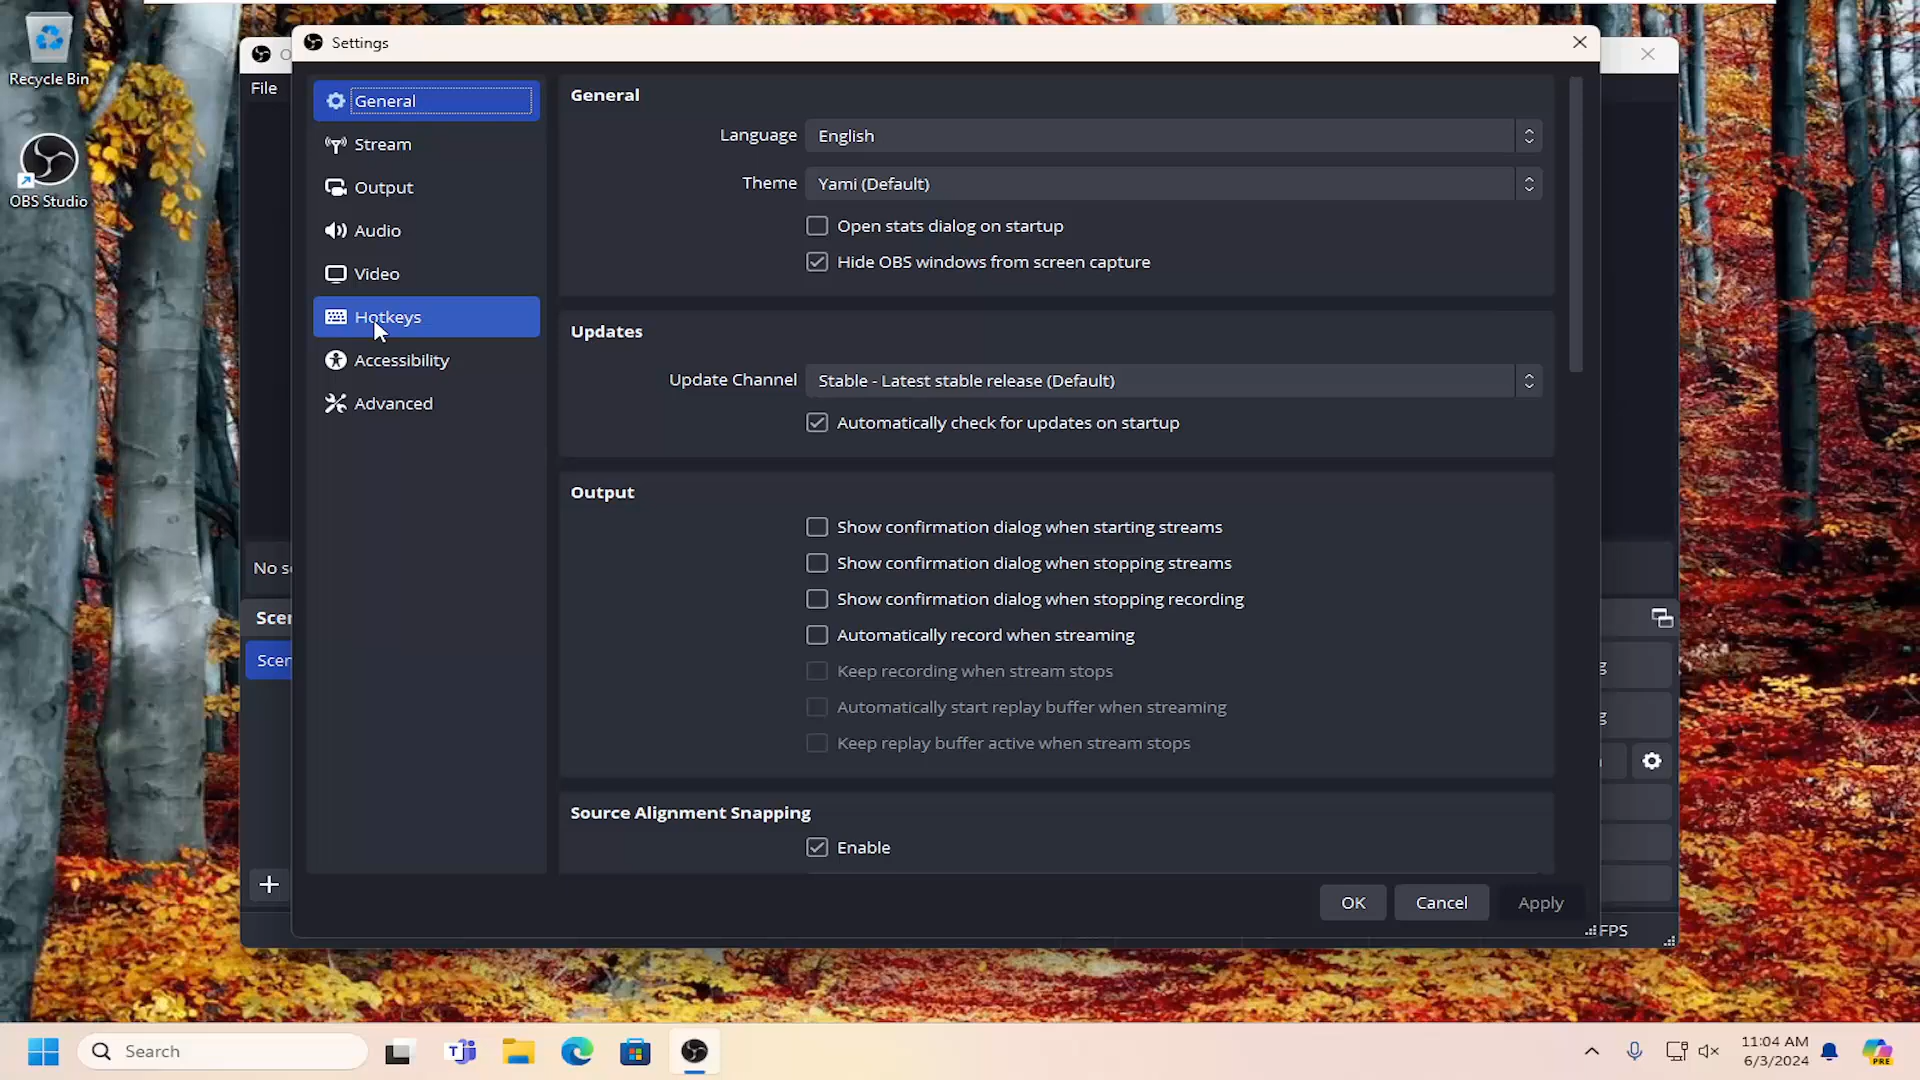 Recycle Bin
OBS Studio
O
File
No s
Scer
Scen
FPS
Settings
General
Stream
Output
Audio
Video
Hotkeys
Accessibility
Advanced
General
Language English
Theme Yami (Default)
Open stats dialog on startup
Hide OBS windows from screen capture
Updates
Update Channel Stable - Latest stable release (Default)
Automatically check for updates on startup
Output
Show confirmation dialog when starting streams
Show confirmation dialog when stopping streams
Show confirmation dialog when stopping recording
Automatically record when streaming
Keep recording when stream stops
Automatically start replay buffer when streaming
Keep replay buffer active when stream stops
Source Alignment Snapping
Enable
OK Cancel Apply
Search
11:04 AM
6/3/2024
PRE